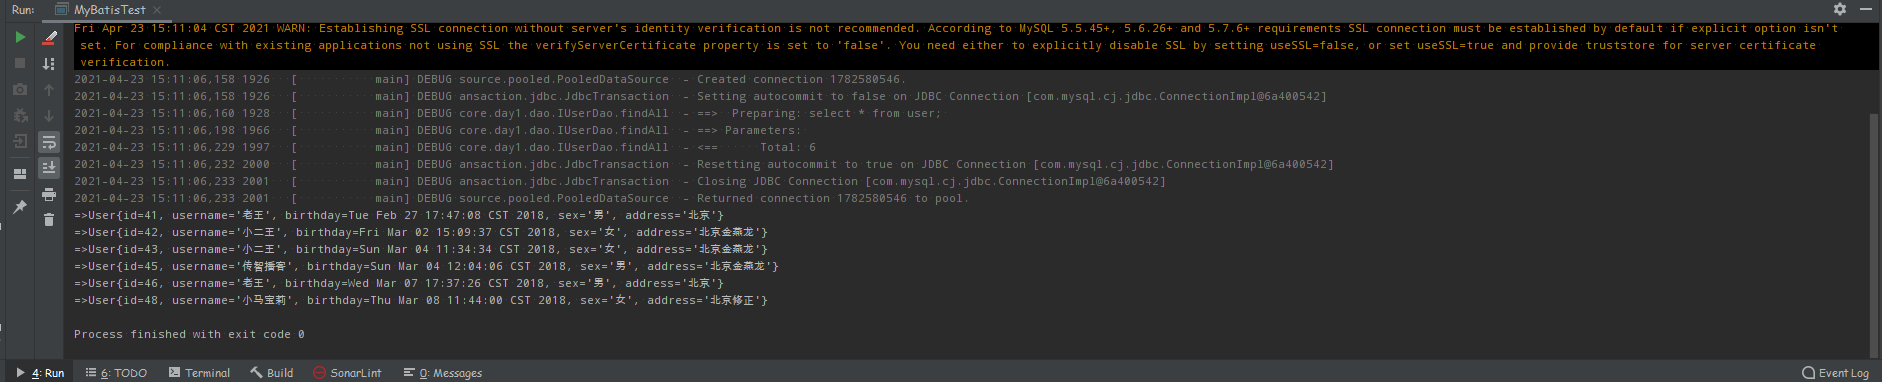 Run: MyBatisTest
Fri Apr 23 15:11:04 CST 2021 WARN: Establishing SSL connection without server's identity verification is not recommended. According to MySQL 5.5.45+, 5.6.26+ and 5.7.6+ requirements SSL connection must be established by default if explicit option isn't
set. For compliance with existing applications not using SSL the verifyServerCertificate property is set to 'false'. You need either to explicitly disable SSL by setting useSSL=false, or set useSSL=true and provide truststore for server certificate
verification.
2021-04-23 15:11:06,158 1926   [           main] DEBUG source.pooled.PooledDataSource  - Created connection 1782580546.
2021-04-23 15:11:06,158 1926   [           main] DEBUG ansaction.jdbc.JdbcTransaction  - Setting autocommit to false on JDBC Connection [com.mysql.cj.jdbc.ConnectionImpl@6a400542]
2021-04-23 15:11:06,160 1928   [           main] DEBUG core.day1.dao.IUserDao.findAll  - ==>  Preparing: select * from user;
2021-04-23 15:11:06,198 1966   [           main] DEBUG core.day1.dao.IUserDao.findAll  - ==> Parameters:
2021-04-23 15:11:06,229 1997   [           main] DEBUG core.day1.dao.IUserDao.findAll  - <==      Total: 6
2021-04-23 15:11:06,232 2000   [           main] DEBUG ansaction.jdbc.JdbcTransaction  - Resetting autocommit to true on JDBC Connection [com.mysql.cj.jdbc.ConnectionImpl@6a400542]
2021-04-23 15:11:06,233 2001   [           main] DEBUG ansaction.jdbc.JdbcTransaction  - Closing JDBC Connection [com.mysql.cj.jdbc.ConnectionImpl@6a400542]
2021-04-23 15:11:06,233 2001   [           main] DEBUG source.pooled.PooledDataSource  - Returned connection 1782580546 to pool.
=>User{id=41, username='老王', birthday=Tue Feb 27 17:47:08 CST 2018, sex='男', address='北京'}
=>User{id=42, username='小二王', birthday=Fri Mar 02 15:09:37 CST 2018, sex='女', address='北京金燕龙'}
=>User{id=43, username='小二王', birthday=Sun Mar 04 11:34:34 CST 2018, sex='女', address='北京金燕龙'}
=>User{id=45, username='传智播客', birthday=Sun Mar 04 12:04:06 CST 2018, sex='男', address='北京金燕龙'}
=>User{id=46, username='老王', birthday=Wed Mar 07 17:37:26 CST 2018, sex='男', address='北京'}
=>User{id=48, username='小马宝莉', birthday=Thu Mar 08 11:44:00 CST 2018, sex='女', address='北京修正'}
Process finished with exit code 0
4: Run 6: TODO Terminal Build SonarLint 0: Messages Event Log